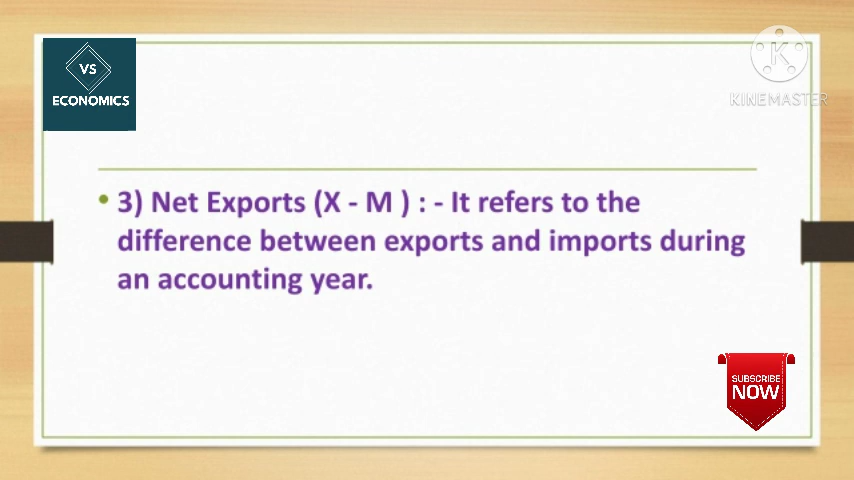 VS
ECONOMICS
K
KINEMASTER
• 3) Net Exports (X - M ) : - It refers to the
difference between exports and imports during
an accounting year.
SUBSCRIBE
NOW